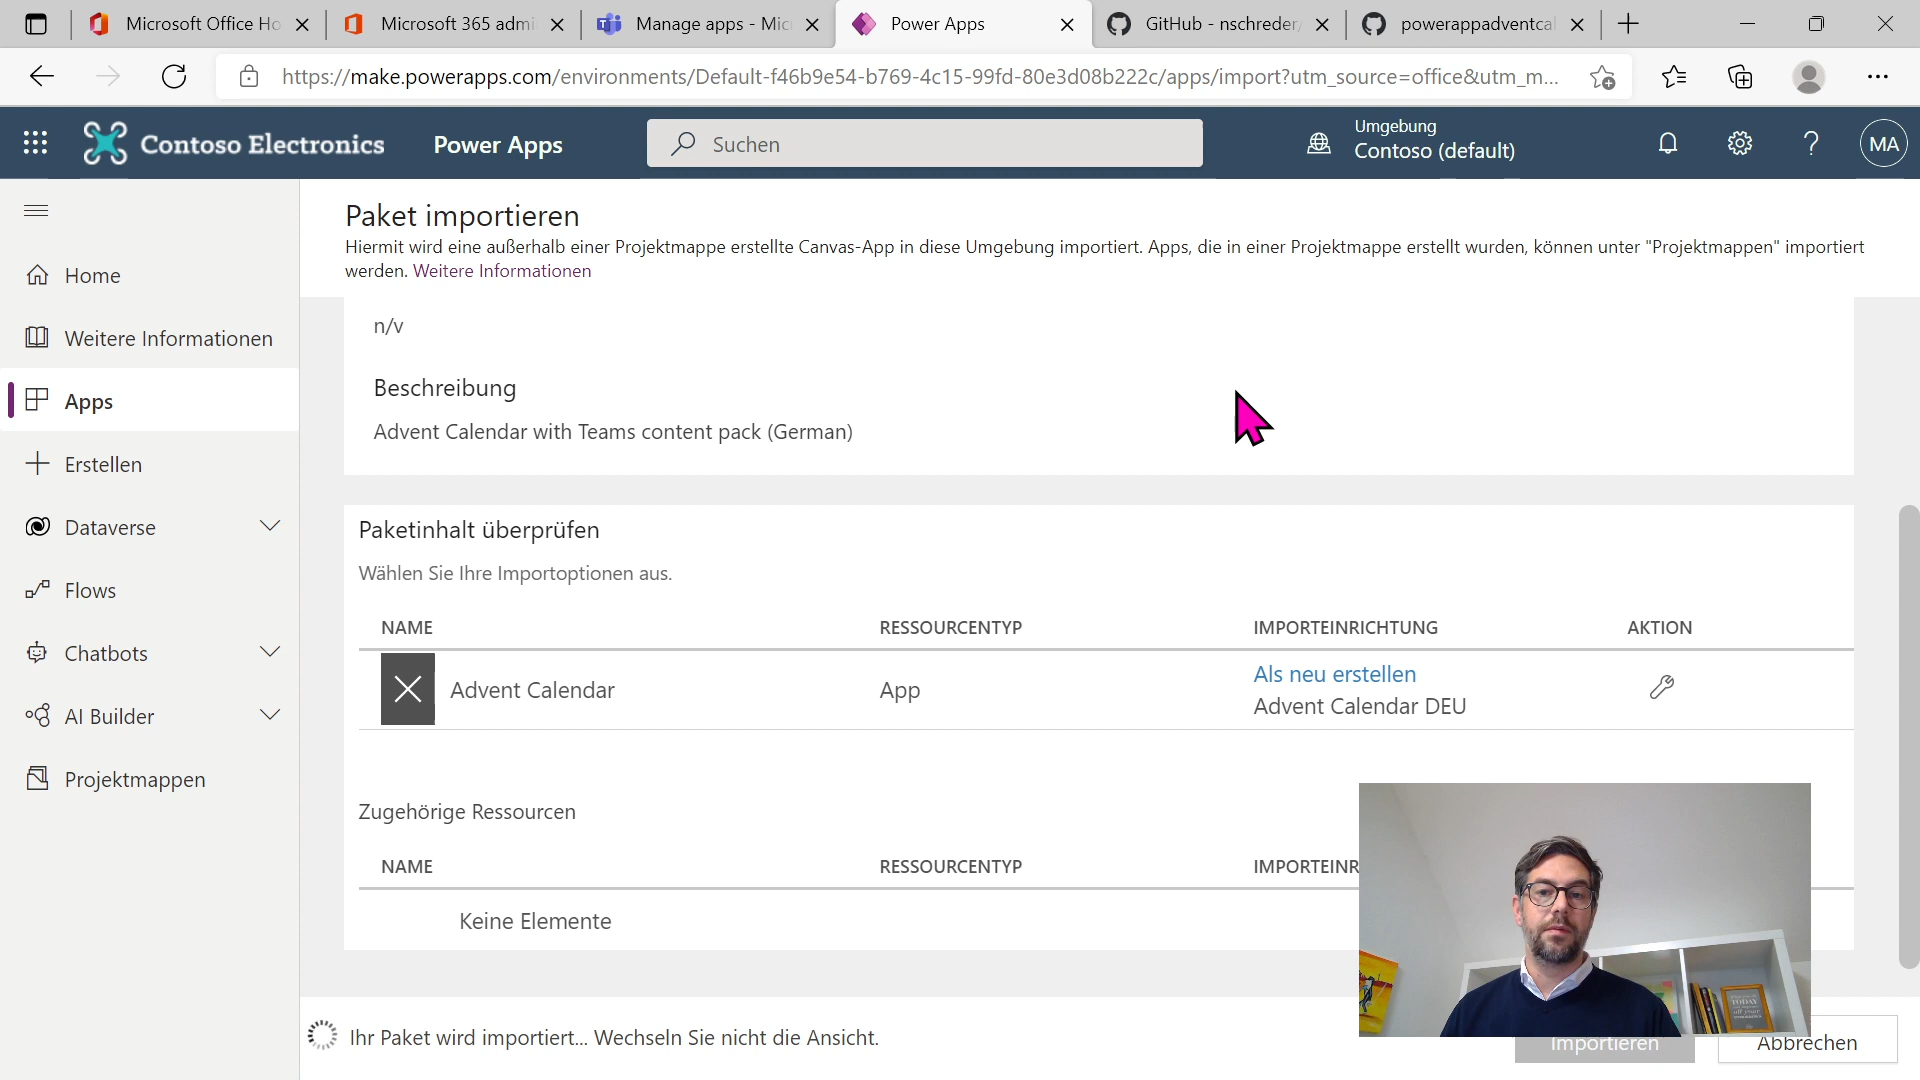 Microsoft Office Ho
Microsoft 365 admi
Manage apps - Mic
Power Apps
GitHub - nschreder/
powerappadventcal
https://make.powerapps.com/environments/Default-f46b9e54-b769-4c15-99fd-80e3d08b222c/apps/import?utm_source=office&utm_m...
Contoso Electronics
Power Apps
Suchen
Umgebung
Contoso (default)
?
MA
Paket importieren
Hiermit wird eine außerhalb einer Projektmappe erstellte Canvas-App in diese Umgebung importiert. Apps, die in einer Projektmappe erstellt wurden, können unter "Projektmappen" importiert
werden. Weitere Informationen
Home
Weitere Informationen
Apps
Erstellen
Dataverse
Flows
Chatbots
AI Builder
Projektmappen
n/v
Beschreibung
Advent Calendar with Teams content pack (German)
Paketinhalt überprüfen
Wählen Sie Ihre Importoptionen aus.
NAME RESSOURCENTYP IMPORTEINRICHTUNG AKTION
Advent Calendar App Als neu erstellen
Advent Calendar DEU
Zugehörige Ressourcen
NAME RESSOURCENTYP IMPORTEINR
Keine Elemente
TODAY
Ihr Paket wird importiert... Wechseln Sie nicht die Ansicht.
Importieren
Abbrechen